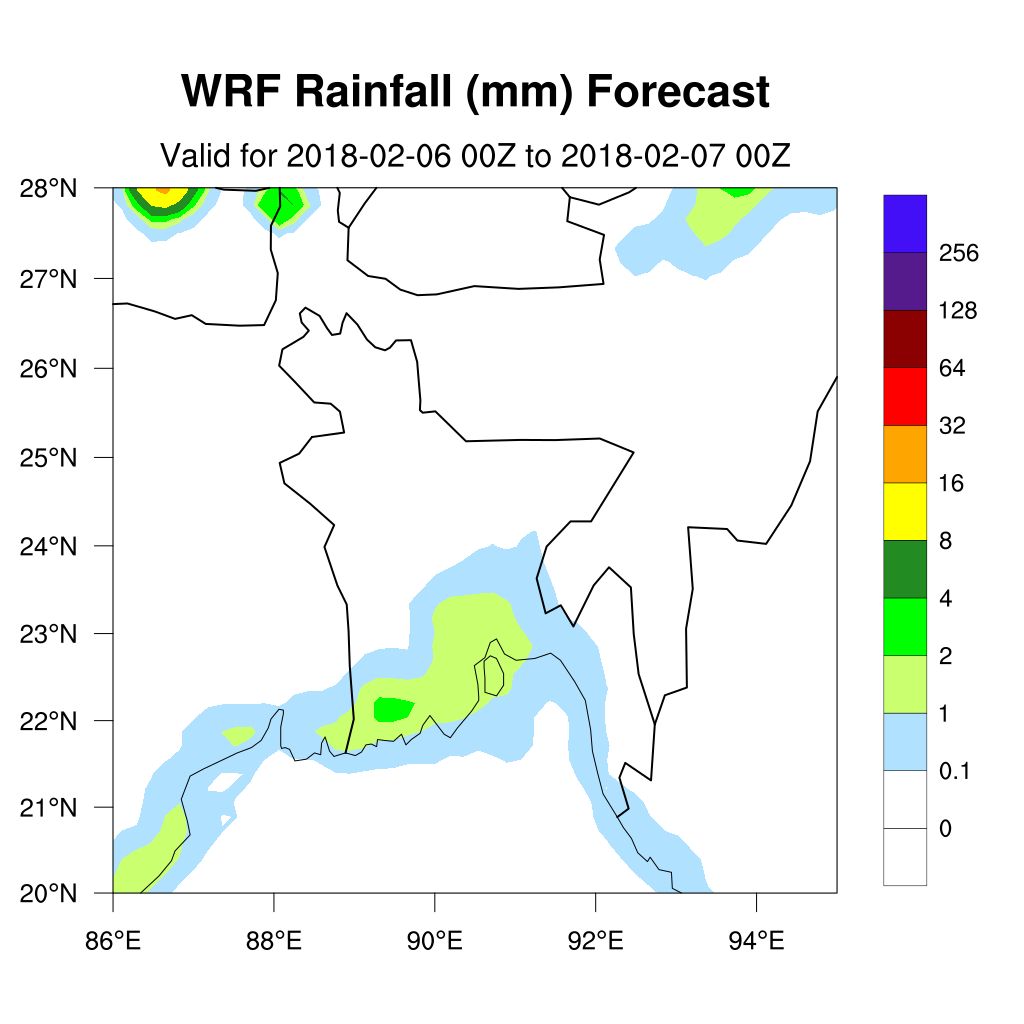 WRF Rainfall (mm) Forecast
Valid for 2018-02-06 00Z to 2018-02-07 00Z
28°N
27°N
26°N
25°N
24°N
23°N
22°N
21°N
20°N
86°E 88°E 90°E 92°E 94°E
256
128
64
32
16
8
4
2
1
0.1
0